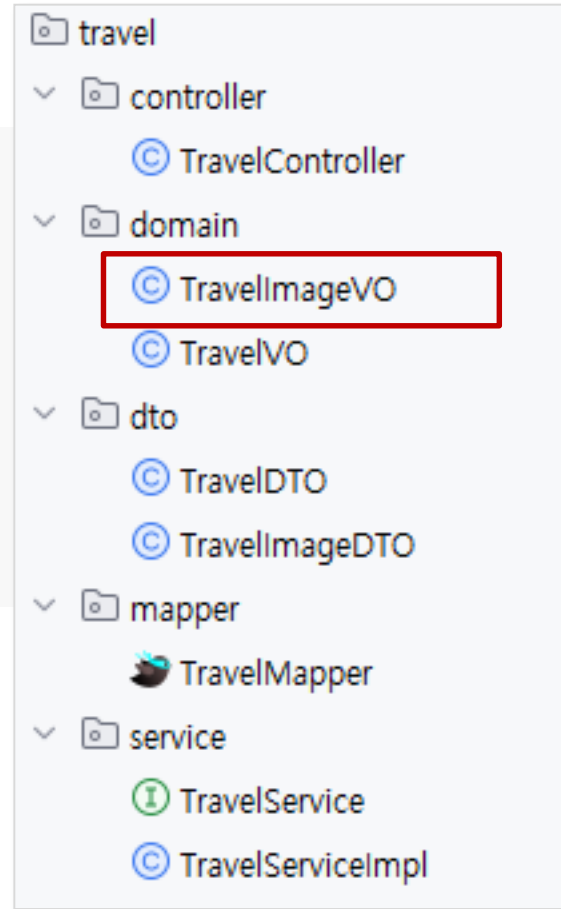 travel
controller
TravelController
domain
TravelImageVO
TravelVO
dto
TravelDTO
TravelImageDTO
mapper
TravelMapper
service
TravelService
TravelServiceImpl